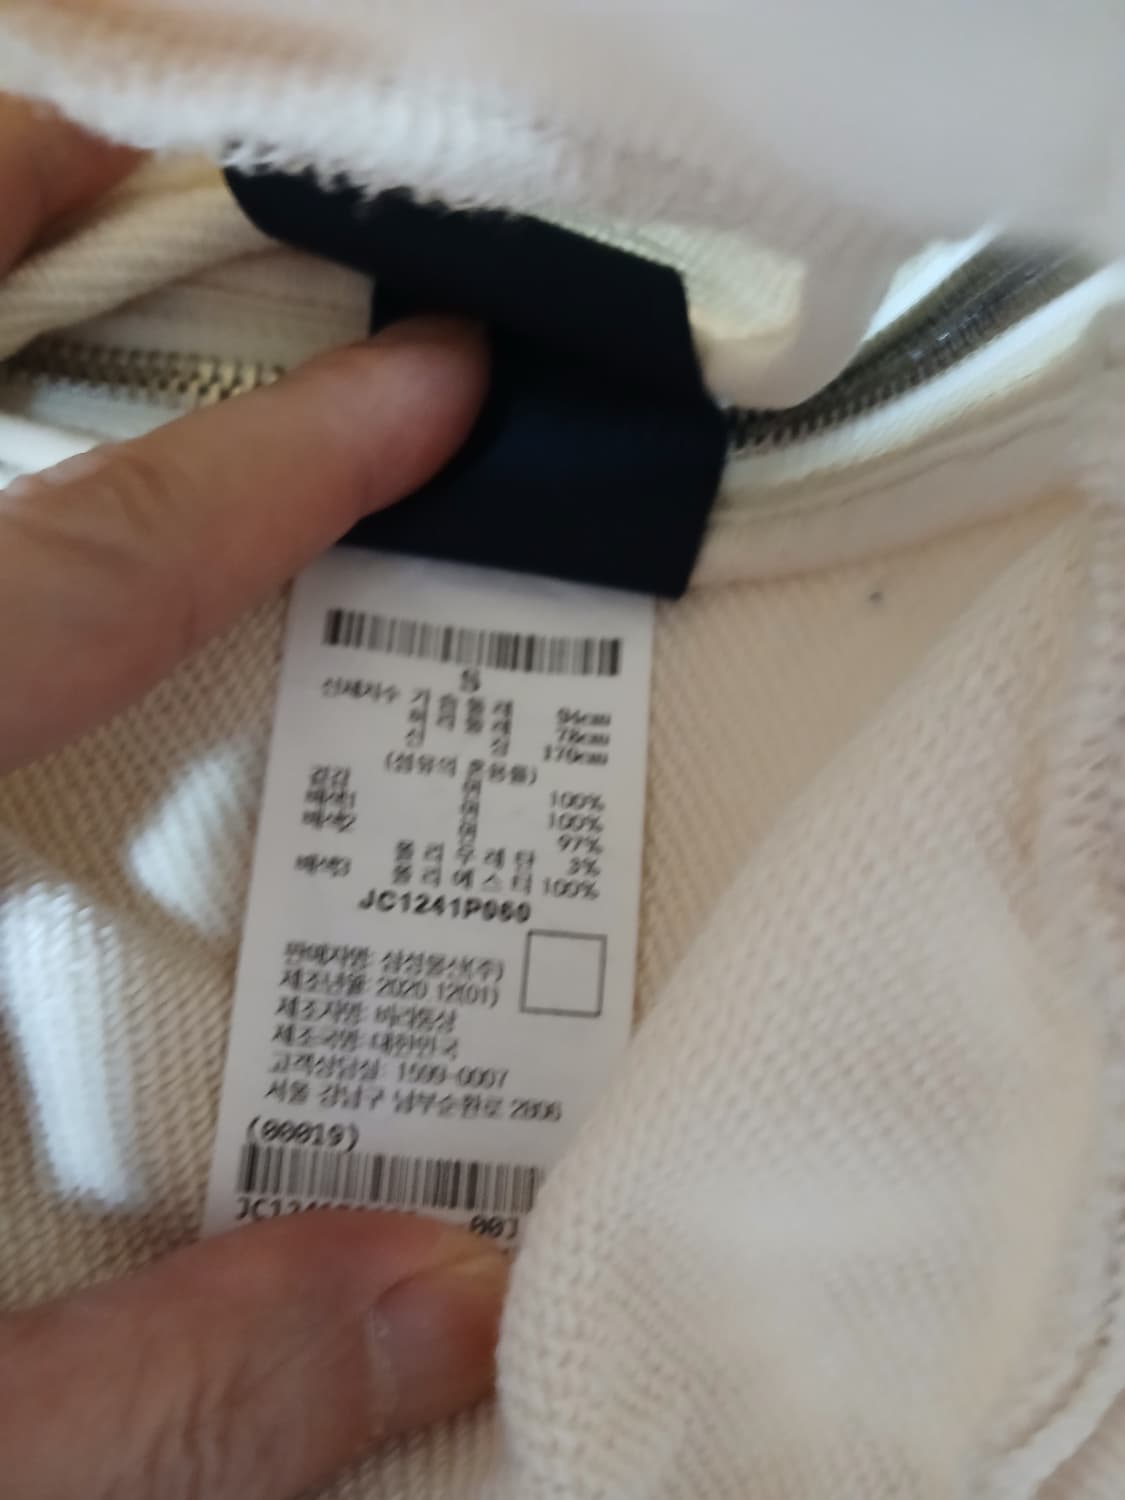 S
신체치수 가슴둘레 94cm
허리둘레 78cm
신장 170cm
(섬유의 혼용률)
겉감 면 100%
배색1 면 100%
배색2 면 97%
폴리우레탄 3%
배색3 폴리에스터 100%
JC1241P060
판매자명: 삼성물산(주)
제조년월: 2020.12(01)
제조자명:
제조국명: 대한민국
고객상담실: 1599-0007
서울 강남구 남부순환로 2806
(00019)